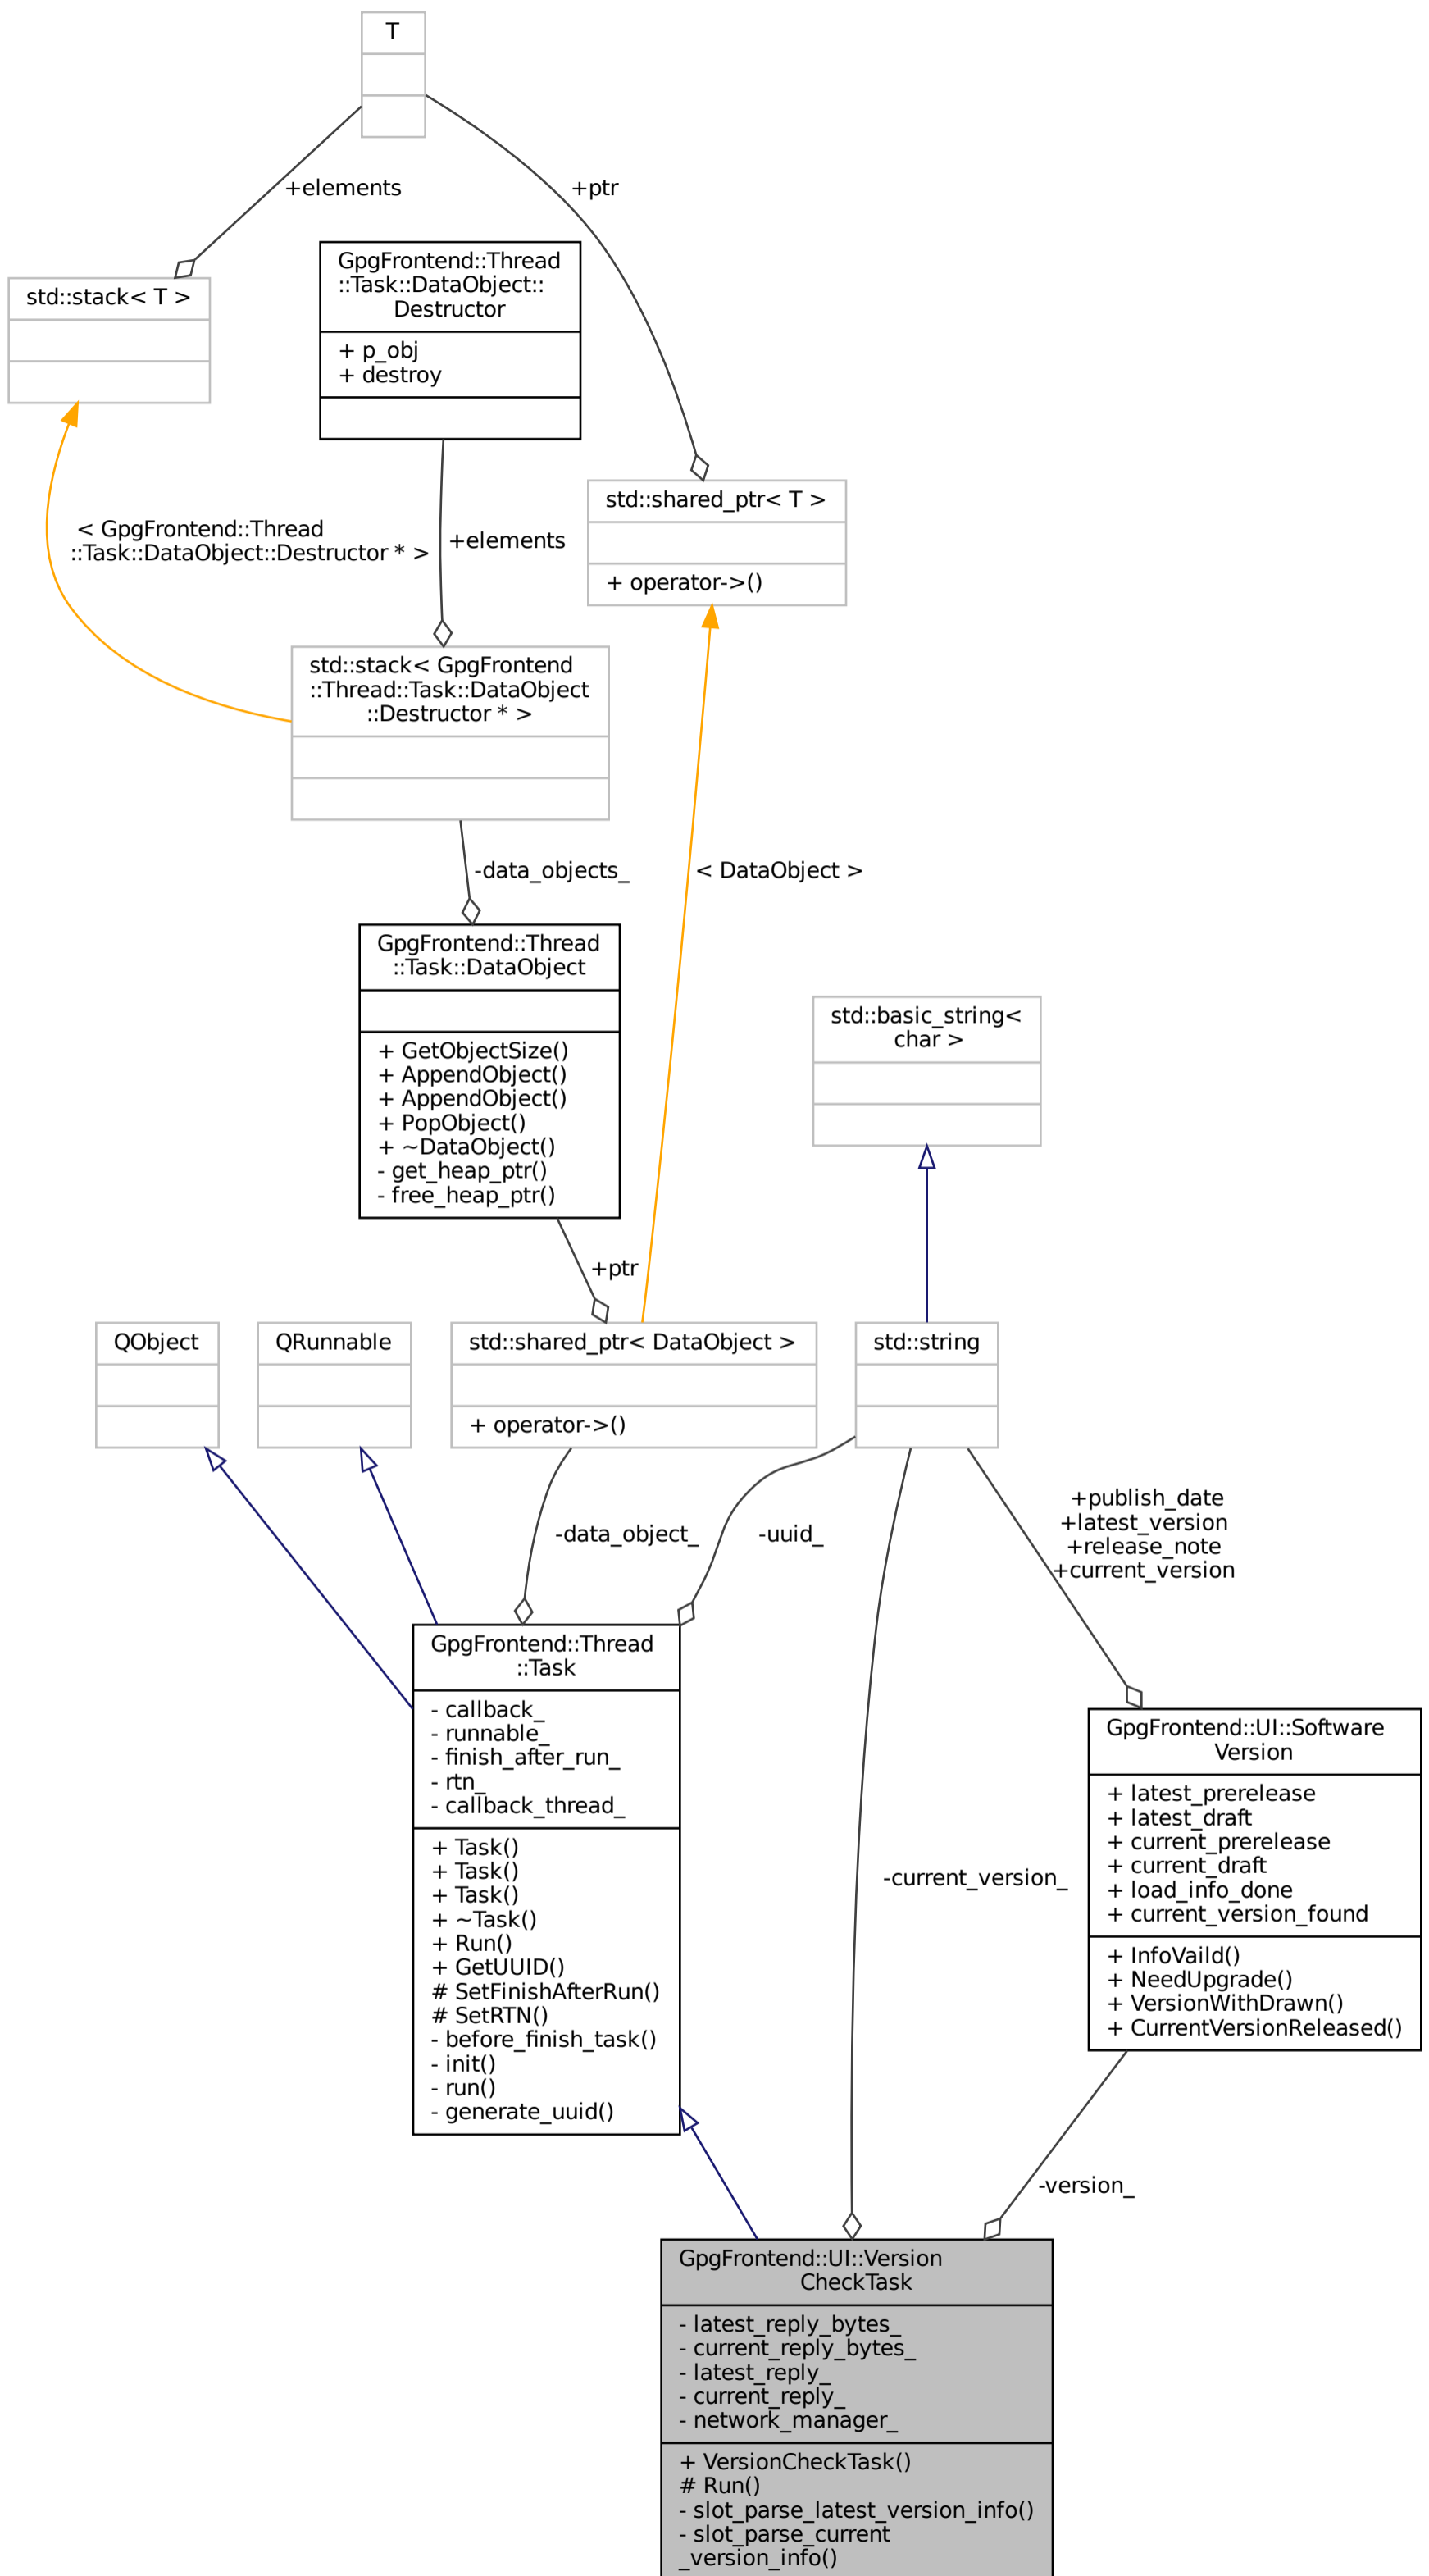 T
+elements
+ptr
GpgFrontend::Thread
::Task::DataObject::
Destructor
+ p_obj
+ destroy
std::stack< T >
std::shared_ptr< T >
+ operator->()
< GpgFrontend::Thread
::Task::DataObject::Destructor * >
+elements
std::stack< GpgFrontend
::Thread::Task::DataObject
::Destructor * >
-data_objects_
< DataObject >
GpgFrontend::Thread
::Task::DataObject
+ GetObjectSize()
+ AppendObject()
+ AppendObject()
+ PopObject()
+ ~DataObject()
- get_heap_ptr()
- free_heap_ptr()
std::basic_string<
char >
+ptr
QObject
QRunnable
std::shared_ptr< DataObject >
+ operator->()
std::string
-data_object_
-uuid_
+publish_date
+latest_version
+release_note
+current_version
GpgFrontend::Thread
::Task
- callback_
- runnable_
- finish_after_run_
- rtn_
- callback_thread_
+ Task()
+ Task()
+ Task()
+ ~Task()
+ Run()
+ GetUUID()
# SetFinishAfterRun()
# SetRTN()
- before_finish_task()
- init()
- run()
- generate_uuid()
-current_version_
GpgFrontend::UI::Software
Version
+ latest_prerelease
+ latest_draft
+ current_prerelease
+ current_draft
+ load_info_done
+ current_version_found
+ InfoVaild()
+ NeedUpgrade()
+ VersionWithDrawn()
+ CurrentVersionReleased()
-version_
GpgFrontend::UI::Version
CheckTask
- latest_reply_bytes_
- current_reply_bytes_
- latest_reply_
- current_reply_
- network_manager_
+ VersionCheckTask()
# Run()
- slot_parse_latest_version_info()
- slot_parse_current
_version_info()